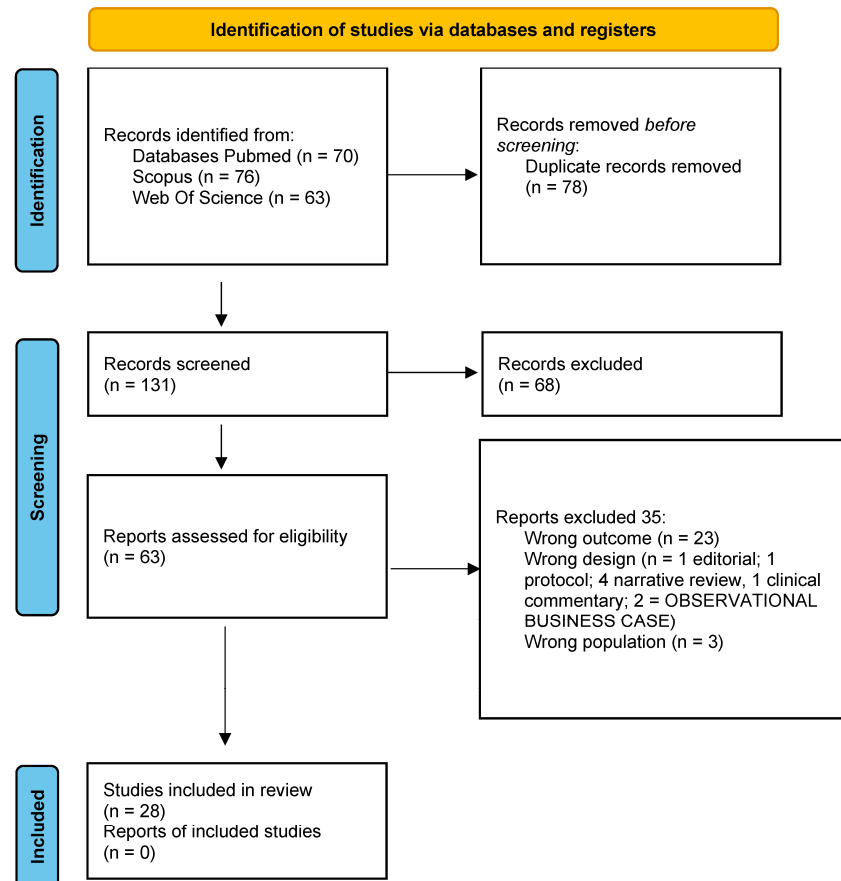 Identification of studies via databases and registers
Identification
Records identified from:
Databases Pubmed (n = 70)
Scopus (n = 76)
Web Of Science (n = 63)
Records removed before
screening:
Duplicate records removed
(n = 78)
Screening
Records screened
(n = 131)
Records excluded
(n = 68)
Reports assessed for eligibility
(n = 63)
Reports excluded 35:
Wrong outcome (n = 23)
Wrong design (n = 1 editorial; 1
protocol; 4 narrative review, 1 clinical
commentary; 2 = OBSERVATIONAL
BUSINESS CASE)
Wrong population (n = 3)
Included
Studies included in review
(n = 28)
Reports of included studies
(n = 0)